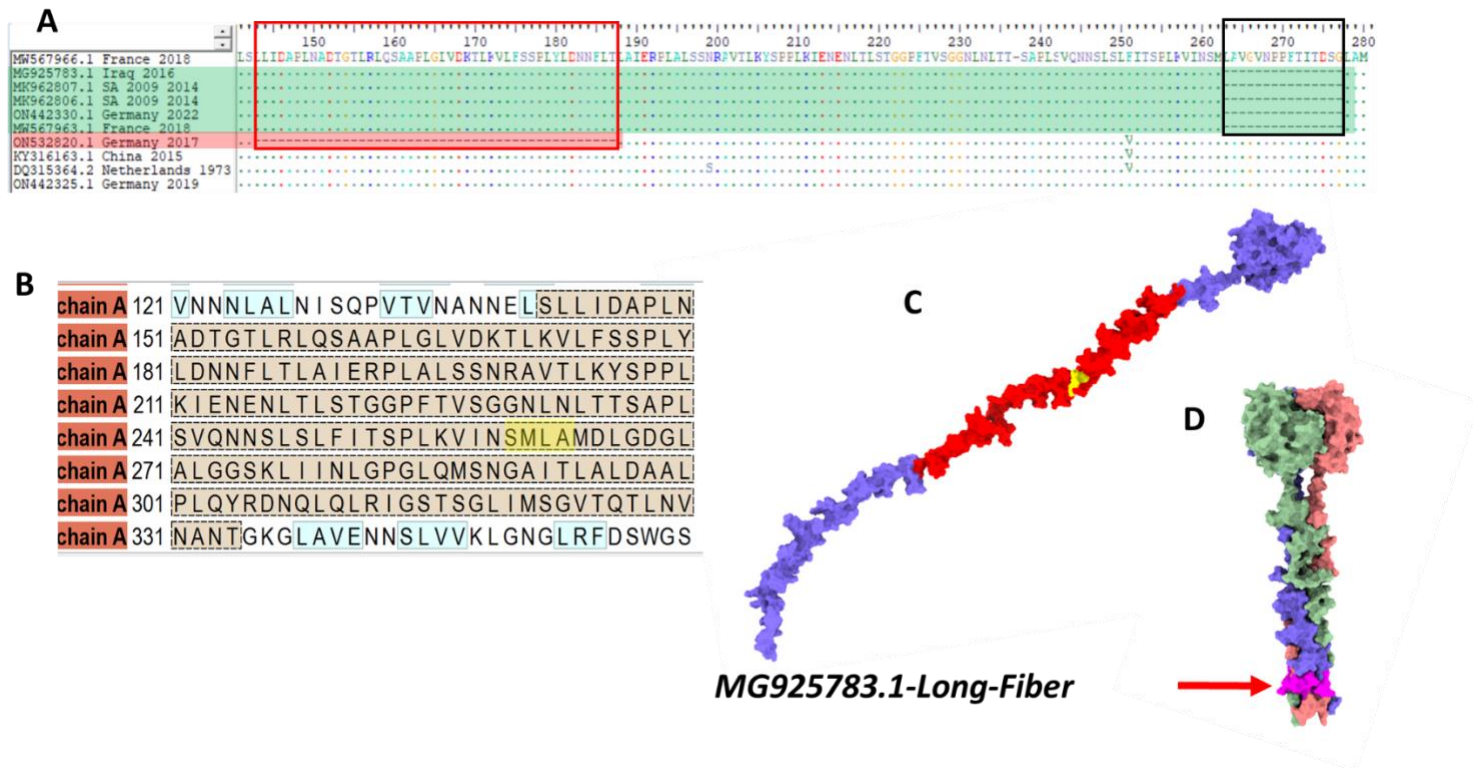 A
150 160 170 180 190 200 210 220 230 240 250 260 270 280
MW567966.1 France 2018 LSLLIDAPLNADTGTLRLQSAAPLGLVDKTLKVLFSSPLYLDNNFLTLAIERPLALSSNRAVTLKYSPPLKIENENLTLSTGGPFTVSGGNLNLTT-SAPLSVQNNSLSLFITSPLKVINSMLAVGVNPPFTITDSGLAM
MG925783.1 Iraq 2016
MK962807.1 SA 2009 2014
MK962806.1 SA 2009 2014
ON442330.1 Germany 2022
MW567963.1 France 2018
ON532820.1 Germany 2017 V
KY316163.1 China 2015 V
DQ315364.2 Netherlands 1973 S V
ON442325.1 Germany 2019
B
chain A 121 VNNNLALNISQPVTVNANNELSLLIDAPLN
chain A 151 ADTGTLRLQSAAPLGLVDKTLKVLFSSPLY
chain A 181 LDNNFLTLAIERPLALSSNRAVTLKYSPPL
chain A 211 KIENENLTLSTGGPFTVSGGNLNLTTSAPL
chain A 241 SVQNNSLSLFITSPLKVINSMLAMDLGDGL
chain A 271 ALGGSKLIINLGPGLQMSNGAITLALDAAL
chain A 301 PLQYRDNQLQLRIGSTSGLIMSGVTQTLNV
chain A 331 NANTGKGLAVENNSLVVKLGNGLRFDSWGS
C
D
MG925783.1-Long-Fiber